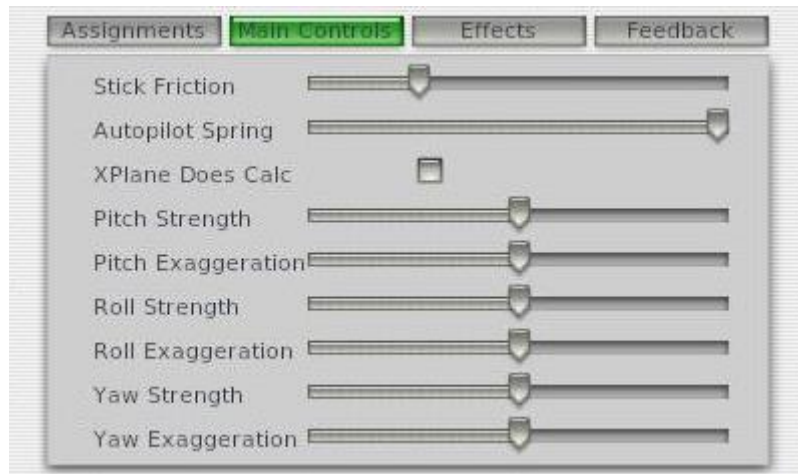 Assignments Main Controls Effects Feedback
Stick Friction
Autopilot Spring
XPlane Does Calc
Pitch Strength
Pitch Exaggeration
Roll Strength
Roll Exaggeration
Yaw Strength
Yaw Exaggeration